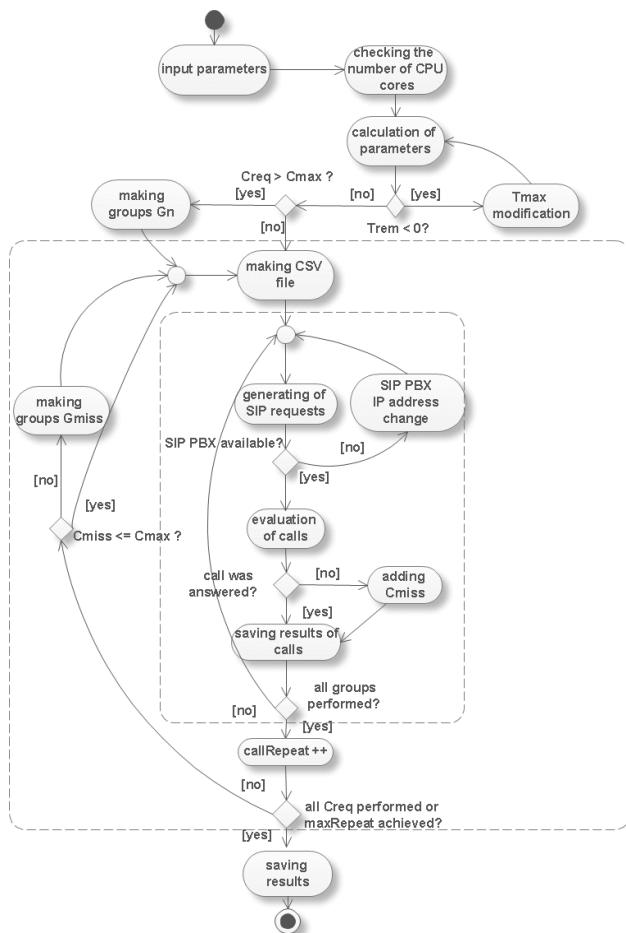 input parameters
checking the
number of CPU
cores
calculation of
parameters
Creq > Cmax ?
[yes]
[no]
[yes]
making
groups Gn
Tmax
modification
[no]
Trem < 0?
making CSV
file
SIP PBX
IP address
change
making
groups Gmiss
generating of
SIP requests
SIP PBX available?
[no]
[yes]
[no]
[yes]
evaluation
of calls
Cmiss <= Cmax ?
call was
answered?
[no]
adding
Cmiss
[yes]
saving results of
calls
all groups
performed?
[no]
[yes]
callRepeat ++
[no]
all Creq performed or
maxRepeat achieved?
[yes]
saving
results